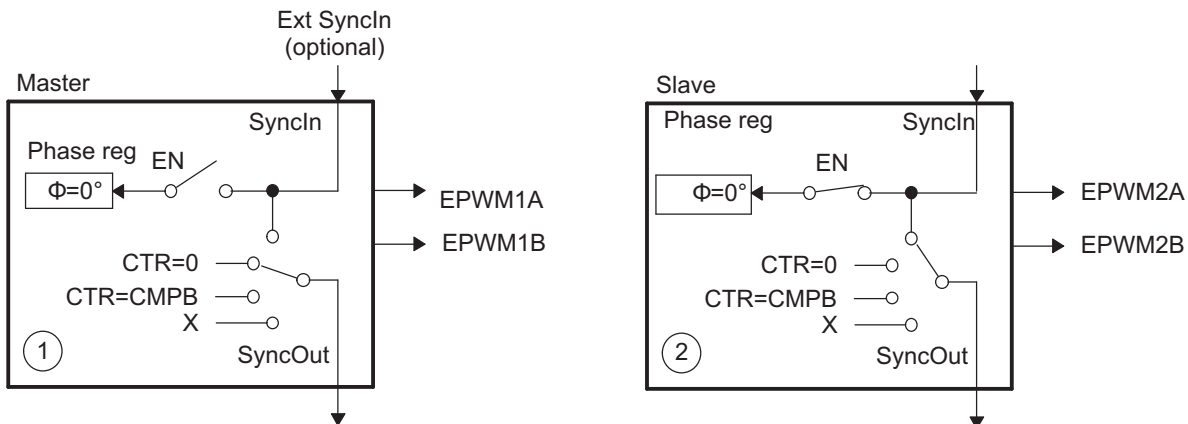 Ext SyncIn
(optional)
Master
SyncIn
Phase reg
EN
Φ=0°
EPWM1A
EPWM1B
CTR=0
CTR=CMPB
X
1
SyncOut
Slave
Phase reg
SyncIn
EN
Φ=0°
EPWM2A
EPWM2B
CTR=0
CTR=CMPB
X
2
SyncOut